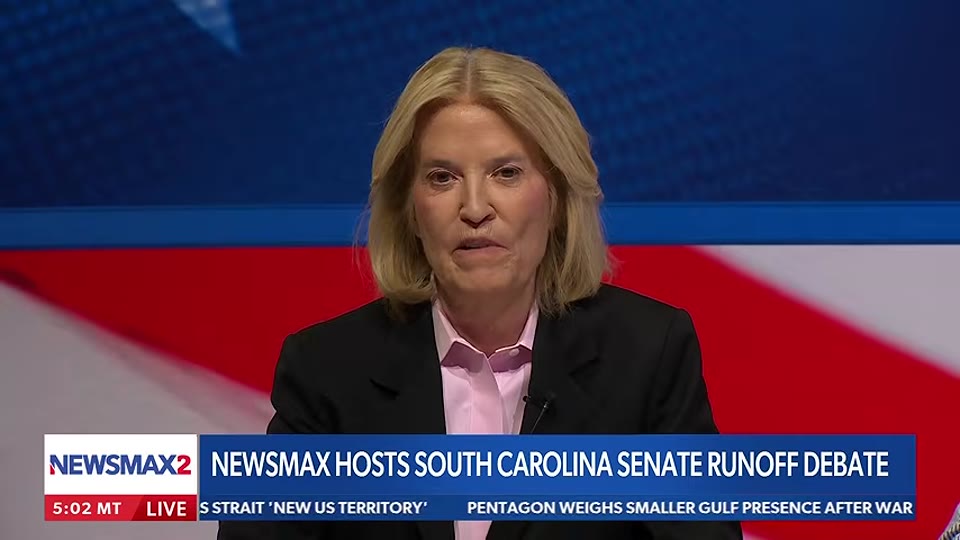 NEWSMAX2
NEWSMAX HOSTS SOUTH CAROLINA SENATE RUNOFF DEBATE
5:02 MT LIVE
S STRAIT 'NEW US TERRITORY' PENTAGON WEIGHS SMALLER GULF PRESENCE AFTER WAR